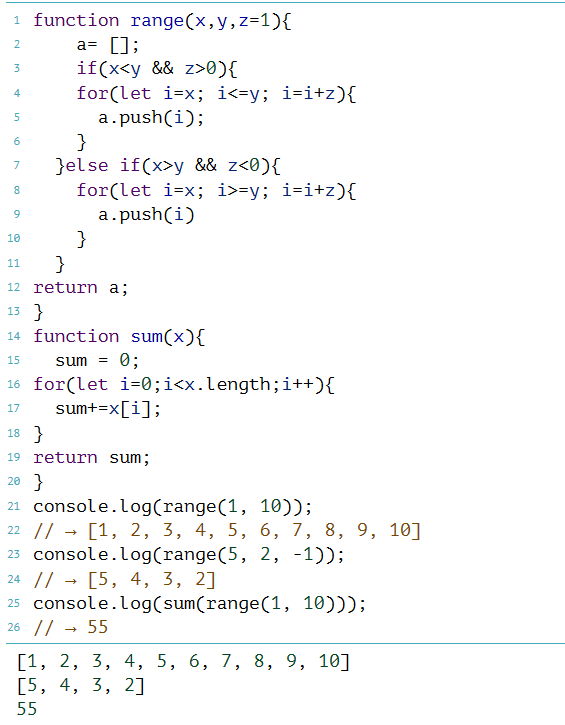 1 function range(x,y,z=1){
2     a= [];
3     if(x<y && z>0){
4     for(let i=x; i<=y; i=i+z){
5       a.push(i);
6     }
7   }else if(x>y && z<0){
8     for(let i=x; i>=y; i=i+z){
9       a.push(i)
10     }
11   }
12 return a;
13 }
14 function sum(x){
15   sum = 0;
16 for(let i=0;i<x.length;i++){
17   sum+=x[i];
18 }
19 return sum;
20 }
21 console.log(range(1, 10));
22 // → [1, 2, 3, 4, 5, 6, 7, 8, 9, 10]
23 console.log(range(5, 2, -1));
24 // → [5, 4, 3, 2]
25 console.log(sum(range(1, 10)));
26 // → 55
[1, 2, 3, 4, 5, 6, 7, 8, 9, 10]
[5, 4, 3, 2]
55